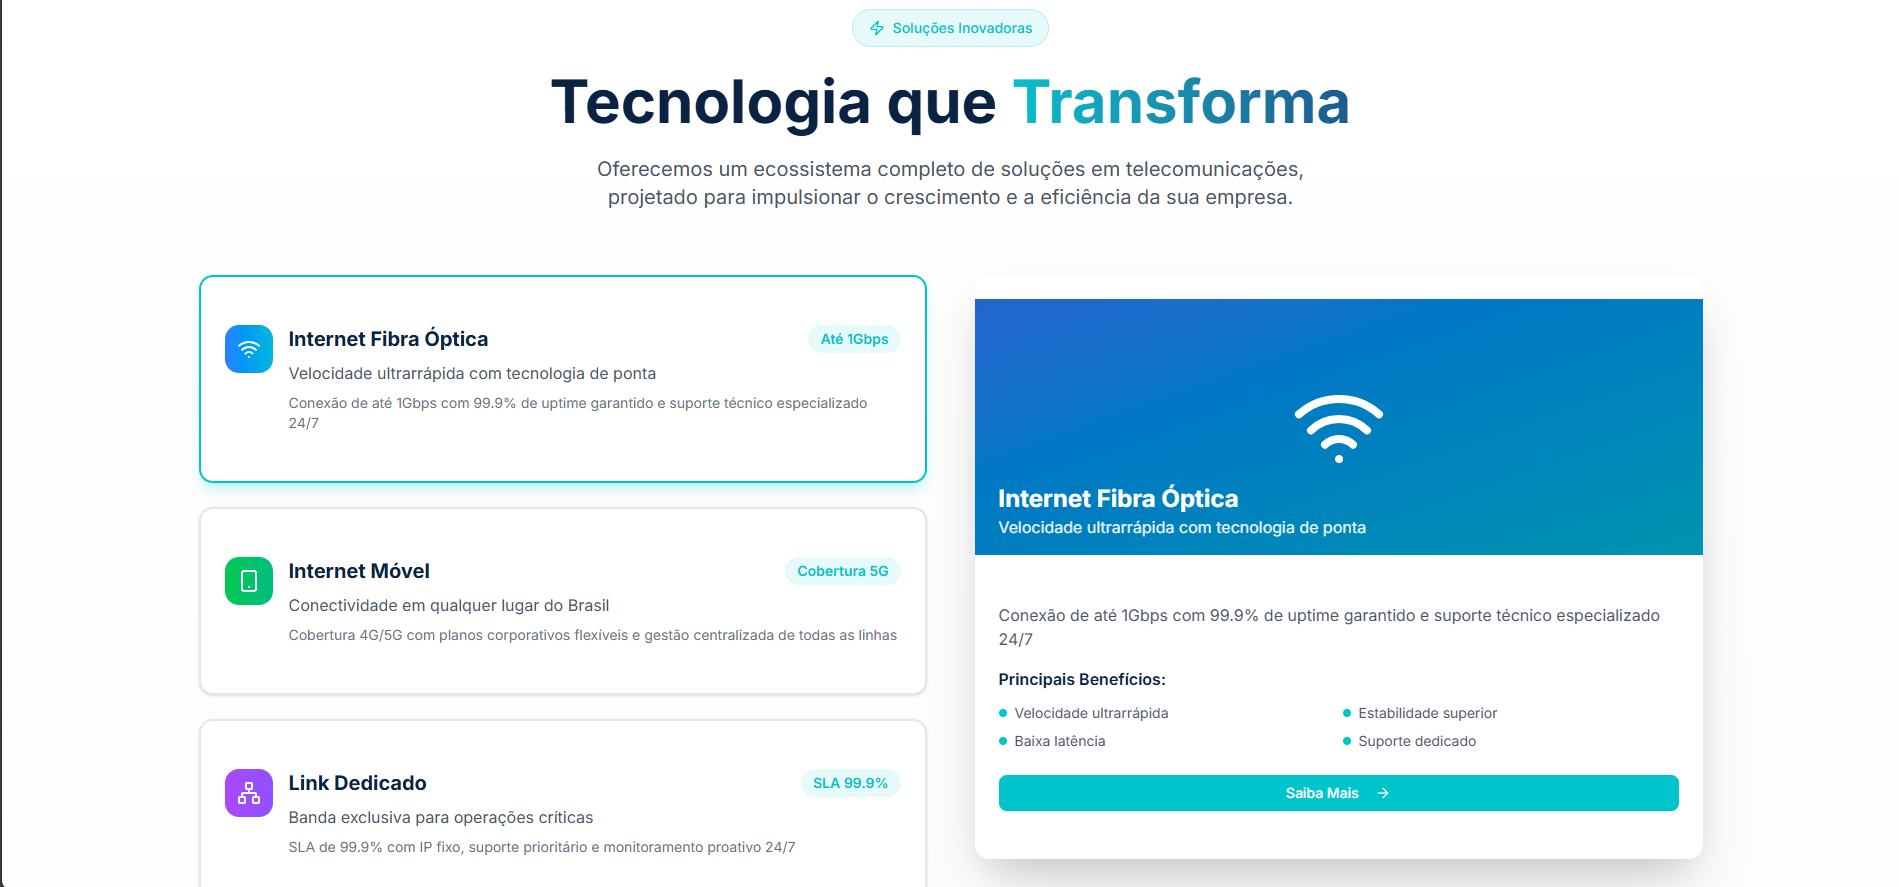 Soluções Inovadoras
Tecnologia que Transforma
Oferecemos um ecossistema completo de soluções em telecomunicações,
projetado para impulsionar o crescimento e a eficiência da sua empresa.
Internet Fibra Óptica
Até 1Gbps
Velocidade ultrarrápida com tecnologia de ponta
Conexão de até 1Gbps com 99.9% de uptime garantido e suporte técnico especializado
24/7
Internet Móvel
Cobertura 5G
Conectividade em qualquer lugar do Brasil
Cobertura 4G/5G com planos corporativos flexíveis e gestão centralizada de todas as linhas
Link Dedicado
SLA 99.9%
Banda exclusiva para operações críticas
SLA de 99.9% com IP fixo, suporte prioritário e monitoramento proativo 24/7
Internet Fibra Óptica
Velocidade ultrarrápida com tecnologia de ponta
Conexão de até 1Gbps com 99.9% de uptime garantido e suporte técnico especializado
24/7
Principais Benefícios:
Velocidade ultrarrápida
Estabilidade superior
Baixa latência
Suporte dedicado
Saiba Mais